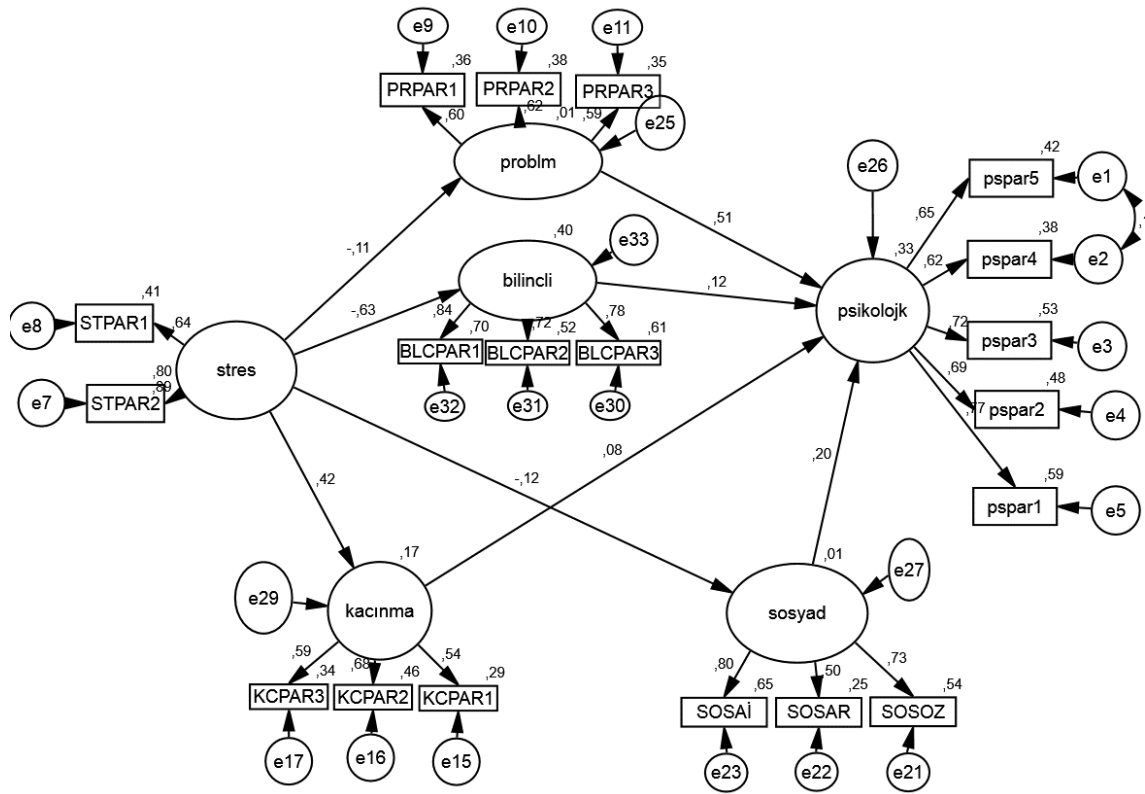 e9
e10
e11
,36
,38
,35
PRPAR1
PRPAR2
PRPAR3
,60
,62
,01
,59
e25
problm
e26
,42
pspar5
e1
,51
,65
-,11
,40
e33
,33
,62
,38
pspar4
e2
bilincli
,12
psikolojk
e8
,41
STPAR1
,64
-,63
,84
,70
,72
,52
,78
,61
,72
,53
pspar3
e3
BLCPAR1
BLCPAR2
BLCPAR3
stres
,80
,89
e7
STPAR2
e32
e31
e30
,69
,48
pspar2
e4
,77
,08
,20
,42
-,12
,59
pspar1
e5
,17
,01
e29
kacınma
sosyad
e27
,59
,34
,68
,46
,54
,29
,80
,65
,50
,25
,73
,54
KCPAR3
KCPAR2
KCPAR1
SOSAİ
SOSAR
SOSOZ
e17
e16
e15
e23
e22
e21